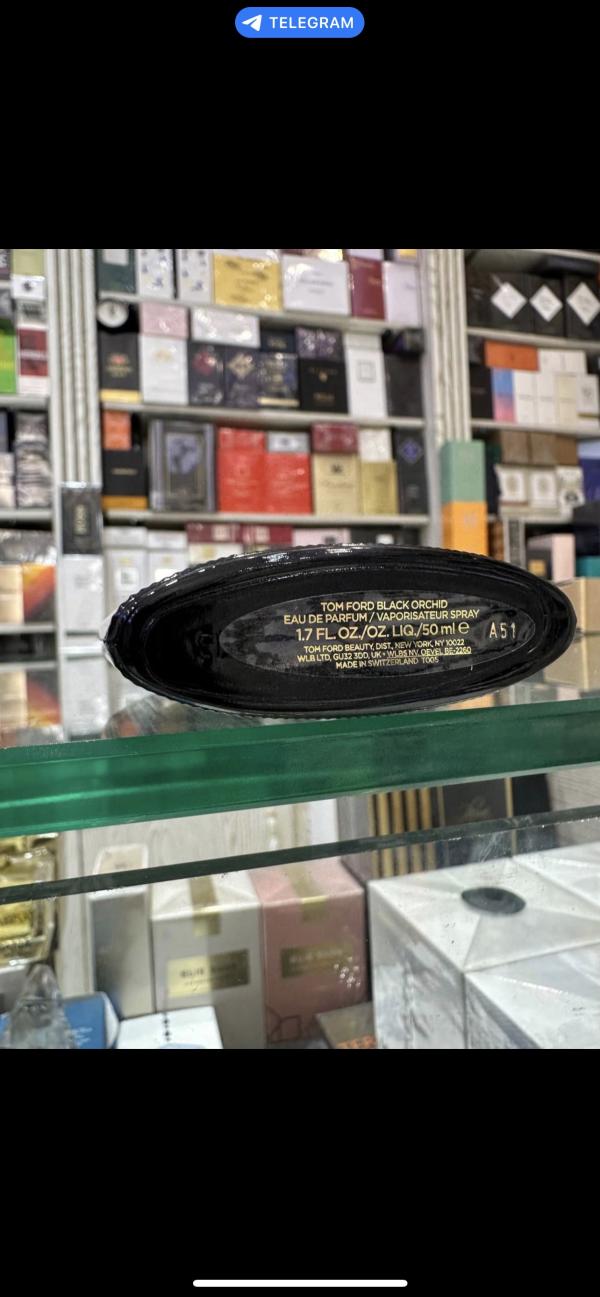 TELEGRAM
TOM FORD BLACK ORCHID
EAU DE PARFUM / VAPORISATEUR SPRAY
1.7 FL. OZ./OZ. LIQ./50 ml ℮
A51
TOM FORD BEAUTY, DIST., NEW YORK, NY 10022
WLB LTD, GU32 3DD, UK • WLBS NV, OEVEL BE-2260
MADE IN SWITZERLAND T005